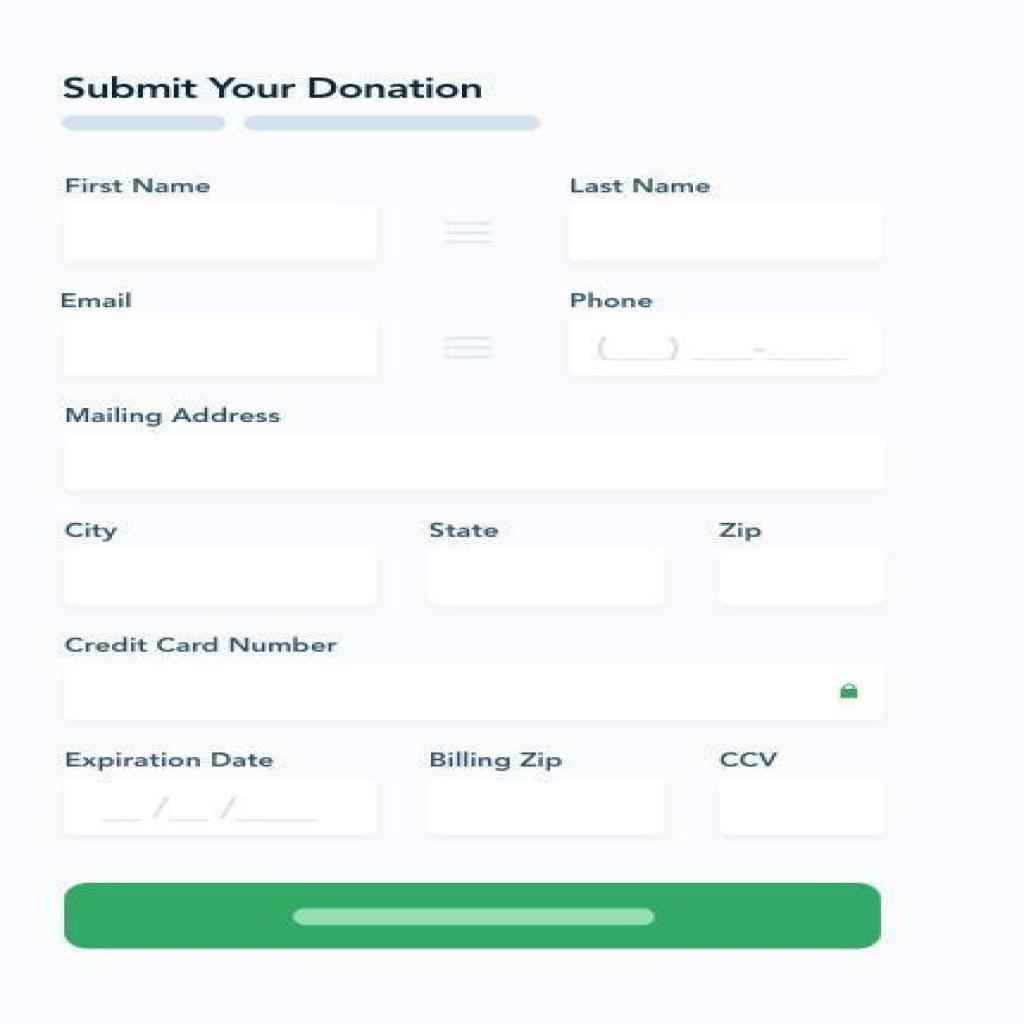 Submit Your Donation
First Name Last Name
Email Phone
(___) ___-____
Mailing Address
City State Zip
Credit Card Number
Expiration Date Billing Zip CCV
__/__/____